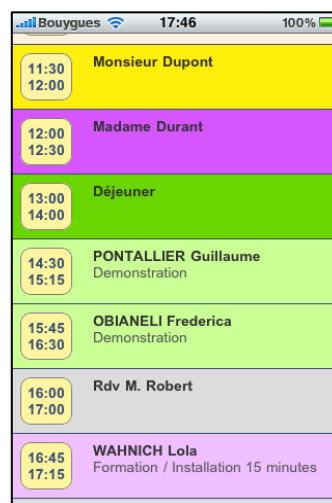 Bouygues 17:46 100%
11:30 Monsieur Dupont
12:00
12:00 Madame Durant
12:30
13:00 Déjeuner
14:00
14:30 PONTALLIER Guillaume
15:15 Demonstration
15:45 OBIANELI Frederica
16:30 Demonstration
16:00 Rdv M. Robert
17:00
16:45 WAHNICH Lola
17:15 Formation / Installation 15 minutes